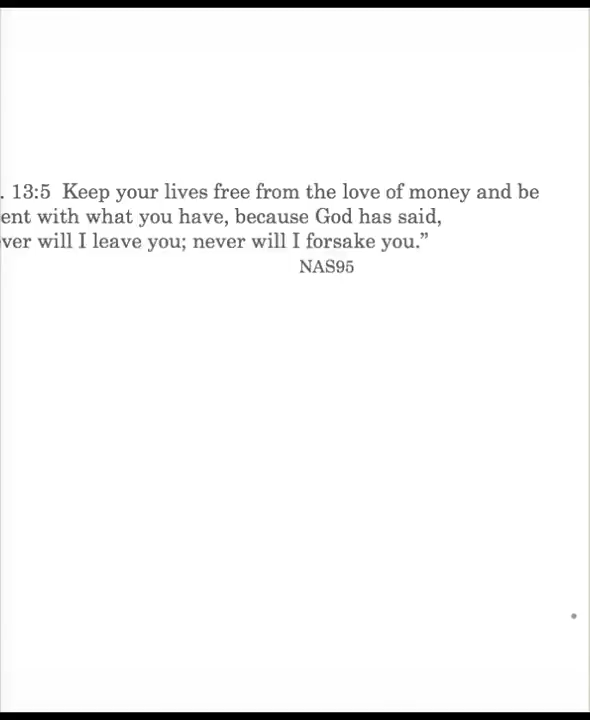 . 13:5 Keep your lives free from the love of money and be
ent with what you have, because God has said,
ver will I leave you; never will I forsake you.”
NAS95